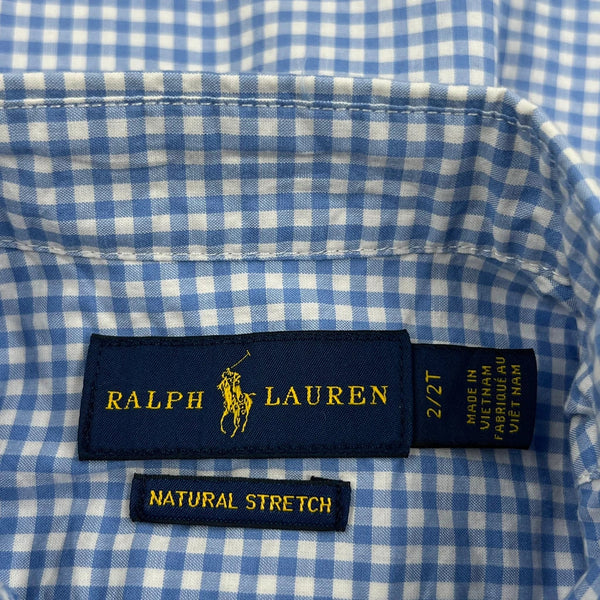 RALPH LAUREN
2/2T
MADE IN
VIETNAM
FABRIQUÉ AU
VIÊT NAM
NATURAL STRETCH